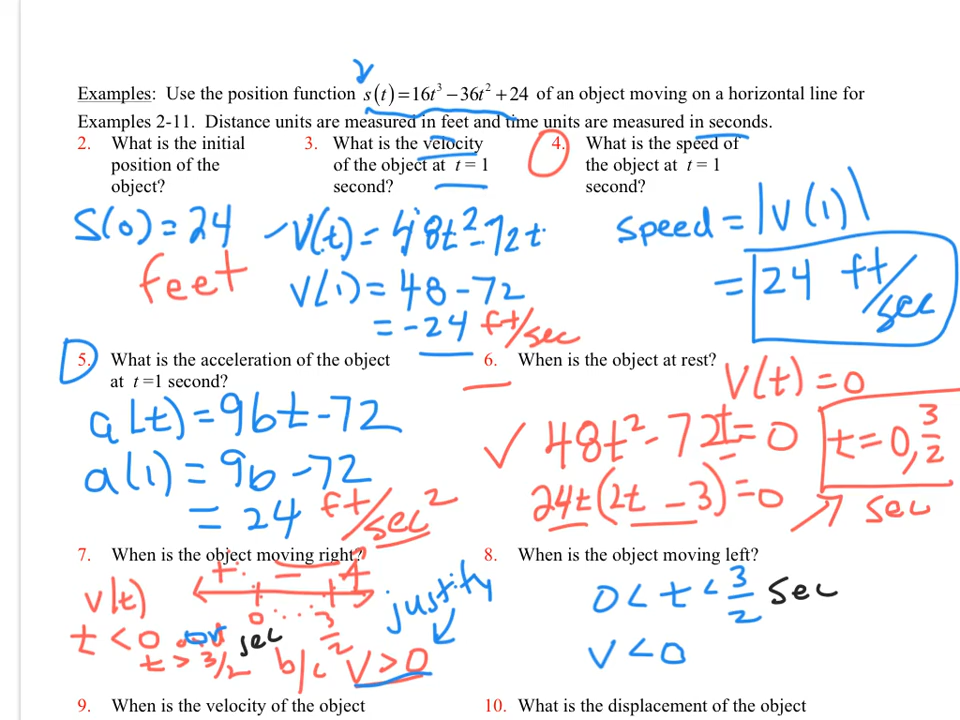 Examples: Use the position function s(t)=16t³−36t²+24 of an object moving on a horizontal line for
Examples 2-11. Distance units are measured in feet and time units are measured in seconds.
2. What is the initial position of the object?
S(0)=24
feet
3. What is the velocity of the object at t = 1 second?
V(t)=48t²-72t
V(1)=48-72
=-24 ft/sec
4. What is the speed of the object at t = 1 second?
Speed = |V(1)|
= 24 ft/sec
5. What is the acceleration of the object at t =1 second?
a(t)=96t-72
a(1)=96-72
= 24 ft/sec²
6. When is the object at rest?
V(t)=0
✓ 48t²-72t=0
24t(2t-3)=0
t=0, 3/2
sec
7. When is the object moving right?
+ - +
v(t)
0 .... 3/2
t<0 or sec
t > 3/2 b/c V>0
justify
8. When is the object moving left?
0<t<3/2 sec
V<0
9. When is the velocity of the object
10. What is the displacement of the object